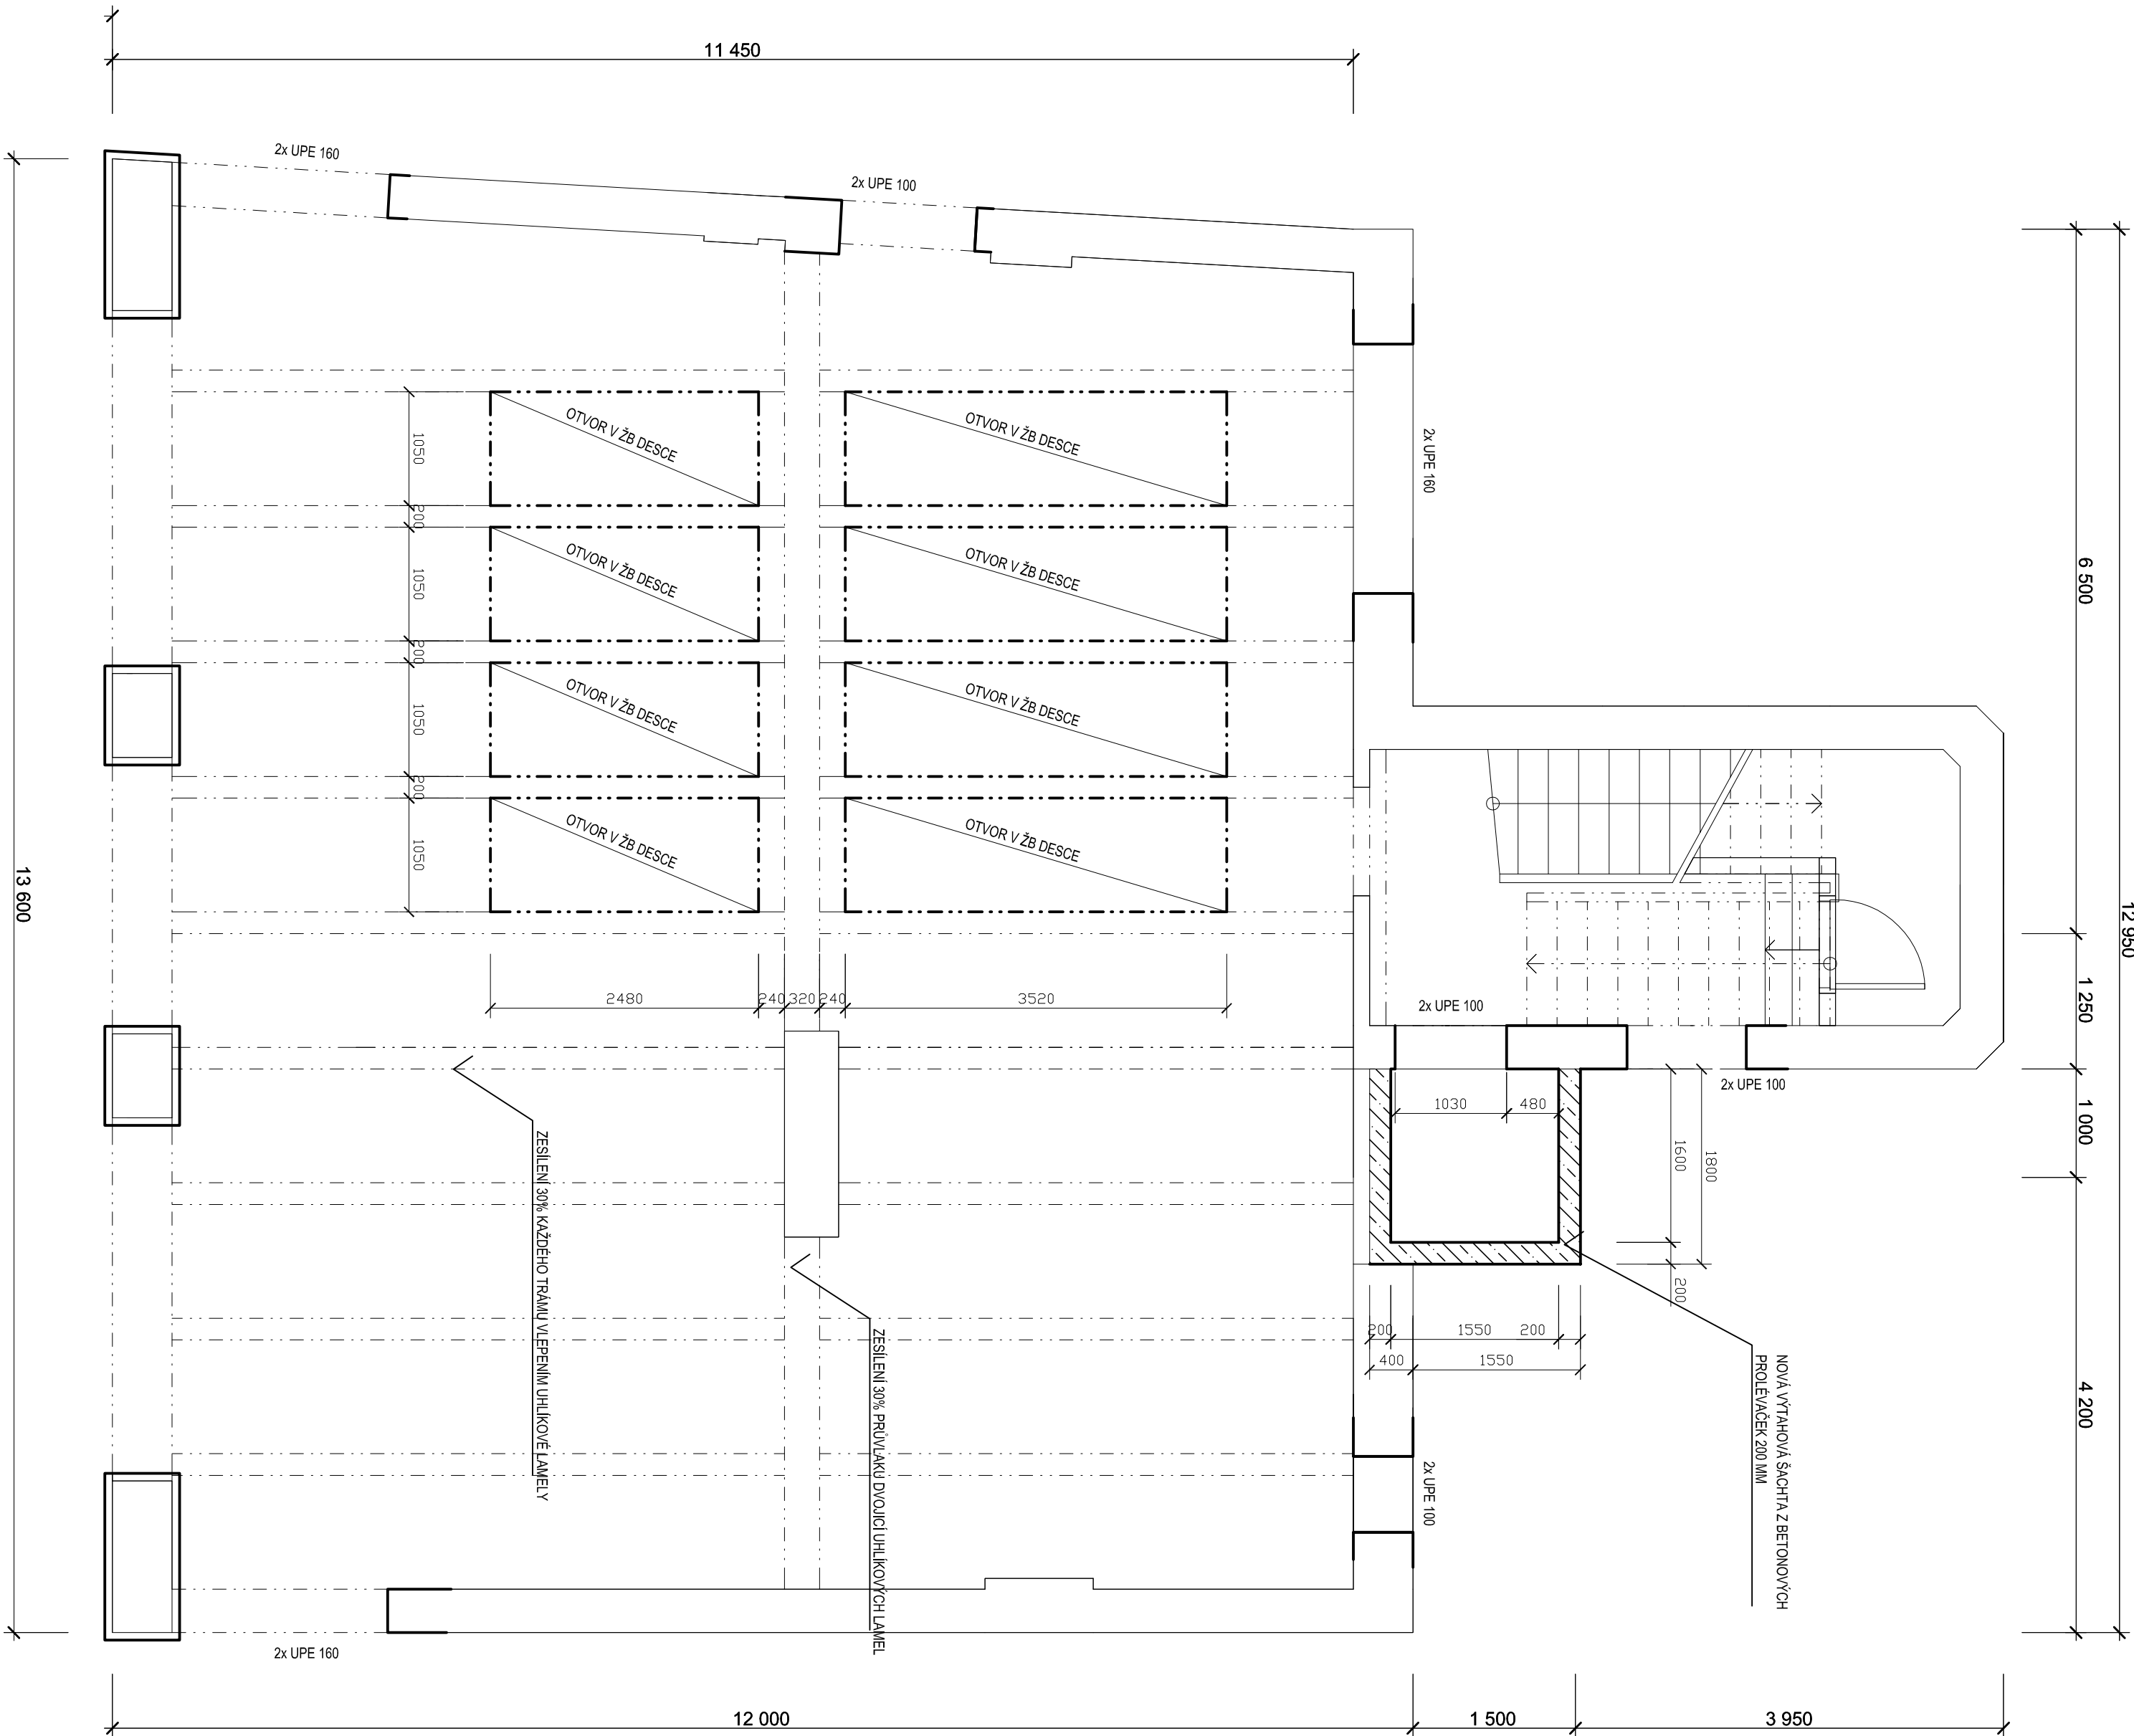 11 450
2x UPE 160
2x UPE 100
2x UPE 160
OTVOR V ŽB DESCE
OTVOR V ŽB DESCE
OTVOR V ŽB DESCE
OTVOR V ŽB DESCE
OTVOR V ŽB DESCE
OTVOR V ŽB DESCE
OTVOR V ŽB DESCE
OTVOR V ŽB DESCE
1050
200
1050
200
1050
200
1050
6 500
12 950
1 250
1 000
4 200
13 600
2480
240
320
240
3520
2x UPE 100
2x UPE 100
1030
480
1600
1800
200
200
1550
200
400
1550
ZESÍLENÍ 30% KAŽDÉHO TRÁMU VLEPENÍM UHLÍKOVÉ LAMELY
ZESÍLENÍ 30% PRŮVLAKU DVOJICÍ UHLÍKOVÝCH LAMEL
NOVÁ VÝTAHOVÁ ŠACHTA Z BETONOVÝCH
PROLÉVAČEK 200 MM
2x UPE 100
2x UPE 160
12 000
1 500
3 950